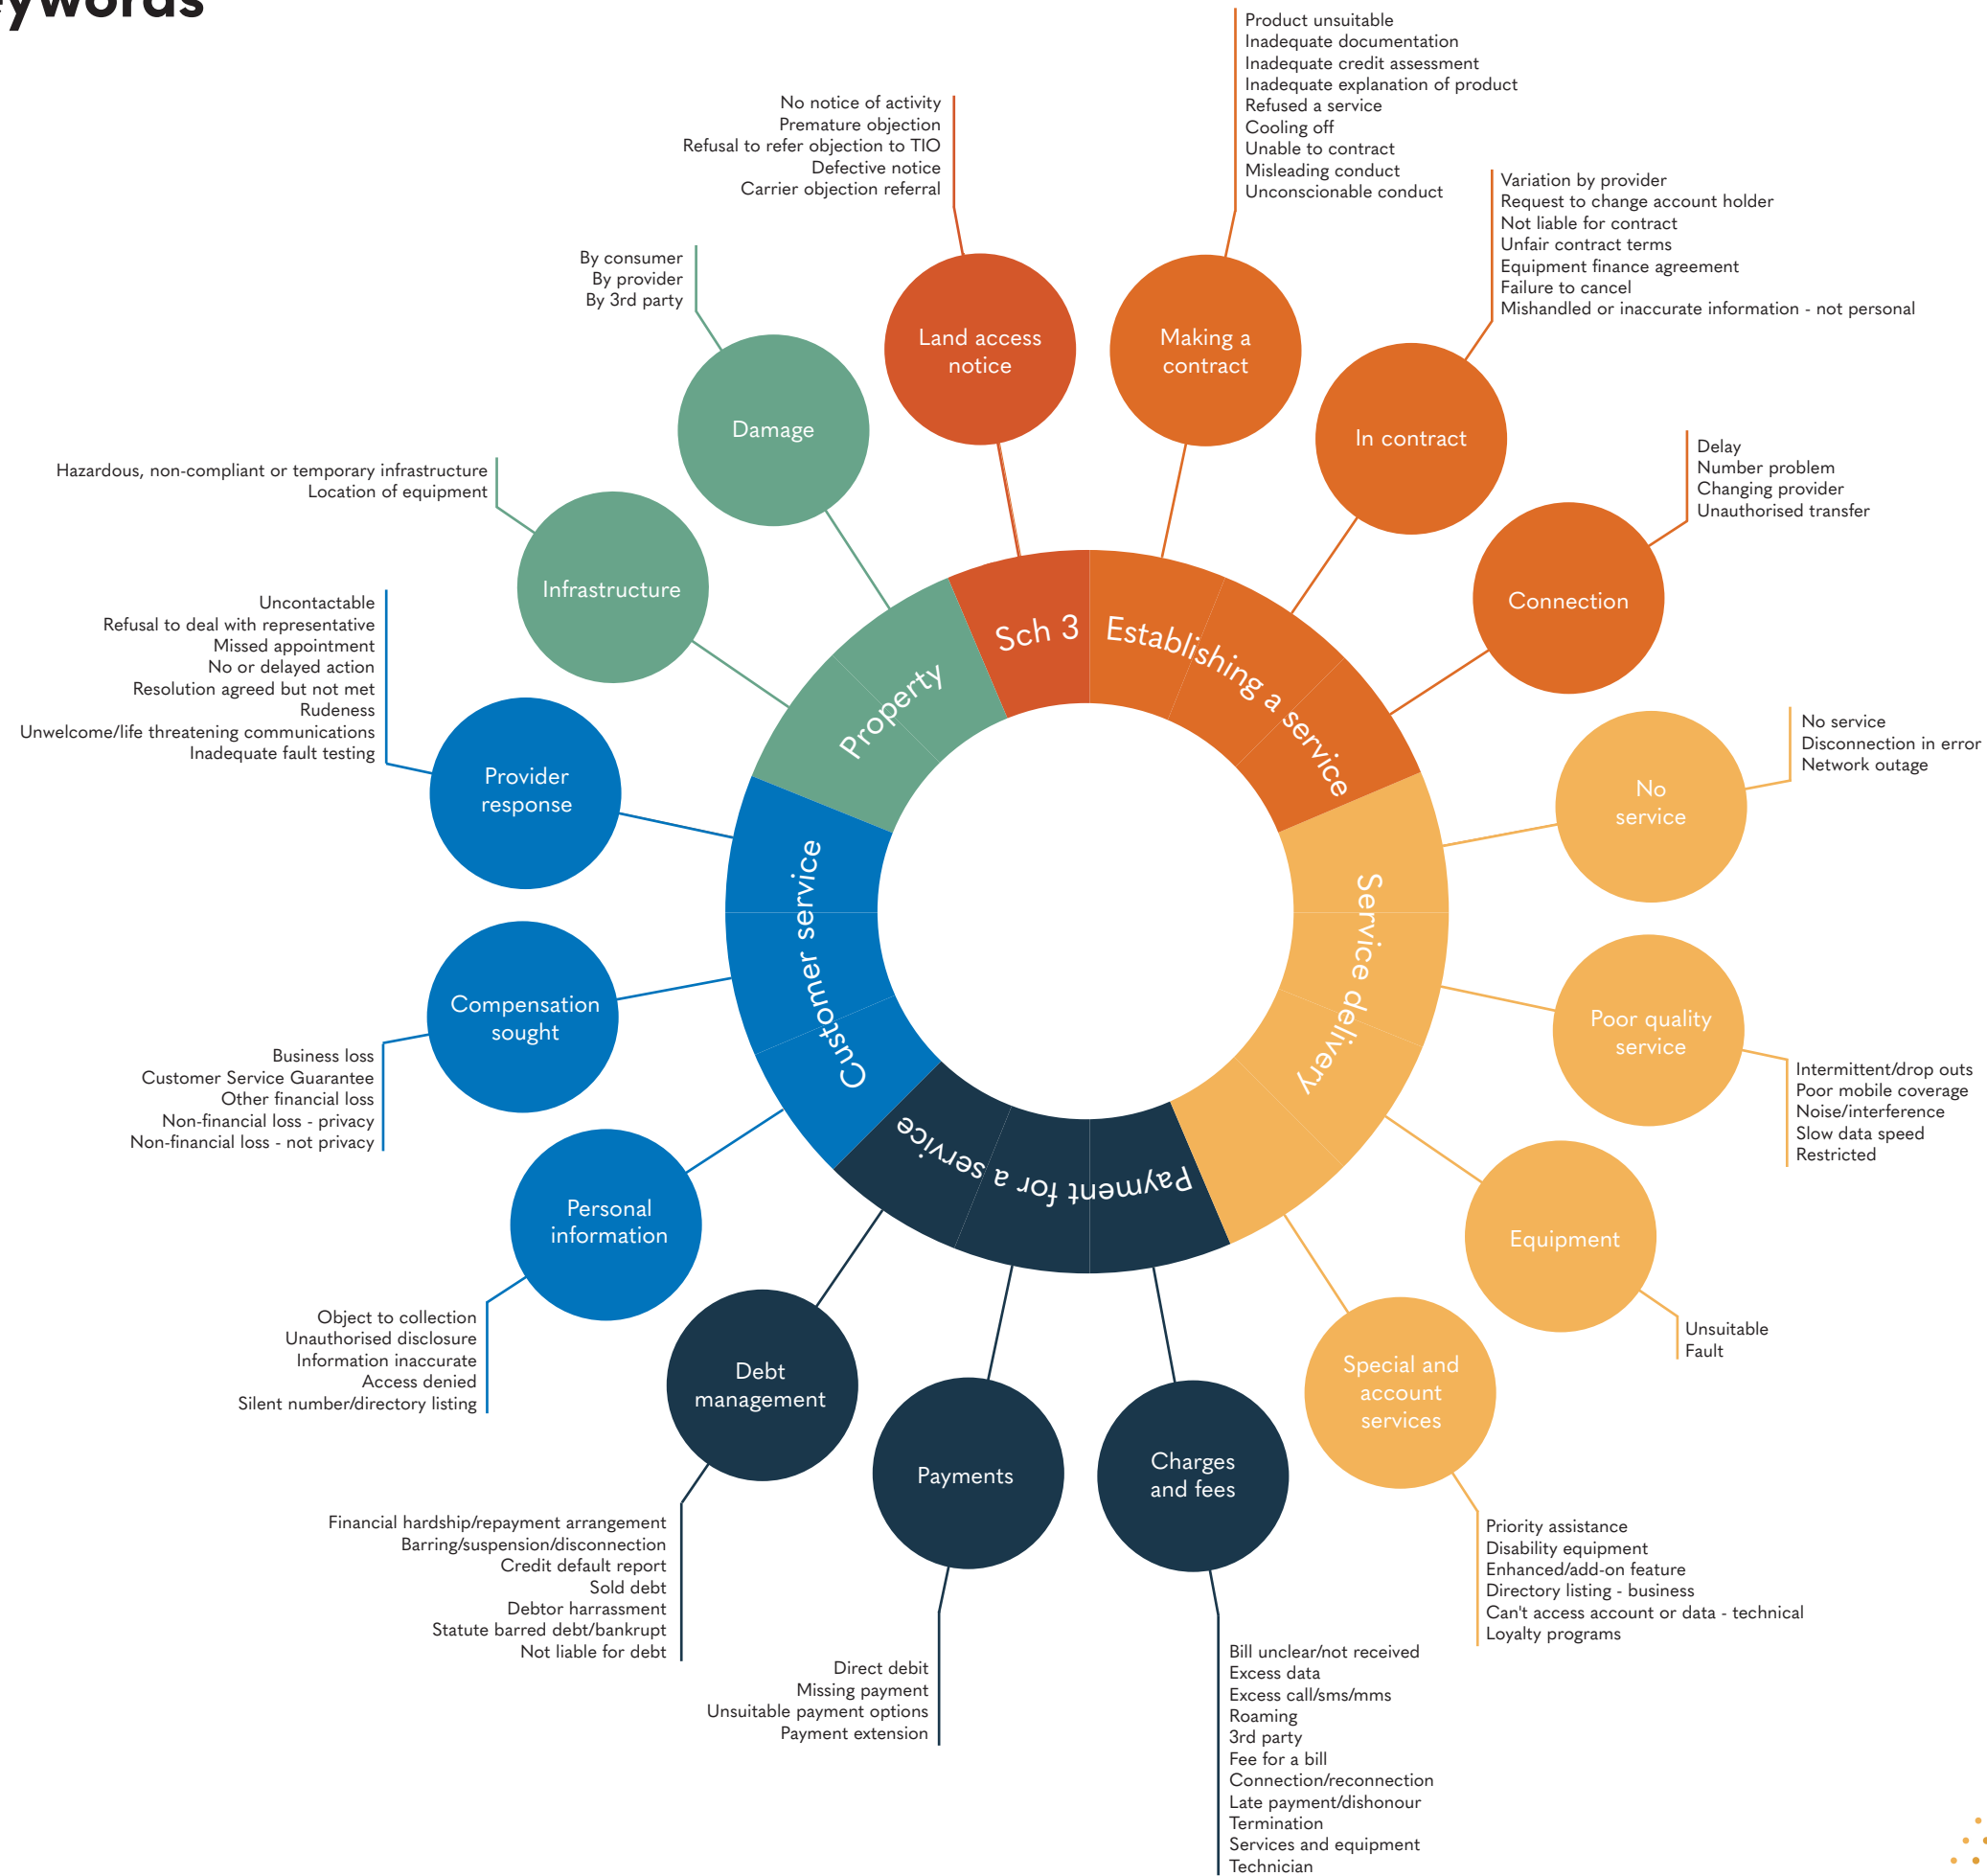 No notice of activity
Premature objection
Refusal to refer objection to TIO
Defective notice
Carrier objection referral
Land access
notice
Sch 3
Product unsuitable
Inadequate documentation
Inadequate credit assessment
Inadequate explanation of product
Refused a service
Cooling off
Unable to contract
Misleading conduct
Unconscionable conduct
Making a
contract
Variation by provider
Request to change account holder
Not liable for contract
Unfair contract terms
Equipment finance agreement
Failure to cancel
Mishandled or inaccurate information - not personal
In contract
Delay
Number problem
Changing provider
Unauthorised transfer
Connection
Establishing a service
No service
Disconnection in error
Network outage
No
service
Poor quality
service
Intermittent/drop outs
Poor mobile coverage
Noise/interference
Slow data speed
Restricted
Equipment
Unsuitable
Fault
Special and
account
services
Priority assistance
Disability equipment
Enhanced/add-on feature
Directory listing - business
Can't access account or data - technical
Loyalty programs
Service delivery
Charges
and fees
Bill unclear/not received
Excess data
Excess call/sms/mms
Roaming
3rd party
Fee for a bill
Connection/reconnection
Late payment/dishonour
Termination
Services and equipment
Technician
Payments
Direct debit
Missing payment
Unsuitable payment options
Payment extension
Debt
management
Financial hardship/repayment arrangement
Barring/suspension/disconnection
Credit default report
Sold debt
Debtor harrassment
Statute barred debt/bankrupt
Not liable for debt
Payment for a service
Personal
information
Object to collection
Unauthorised disclosure
Information inaccurate
Access denied
Silent number/directory listing
Compensation
sought
Business loss
Customer Service Guarantee
Other financial loss
Non-financial loss - privacy
Non-financial loss - not privacy
Provider
response
Uncontactable
Refusal to deal with representative
Missed appointment
No or delayed action
Resolution agreed but not met
Rudeness
Unwelcome/life threatening communications
Inadequate fault testing
Customer service
Infrastructure
Hazardous, non-compliant or temporary infrastructure
Location of equipment
Damage
By consumer
By provider
By 3rd party
Property